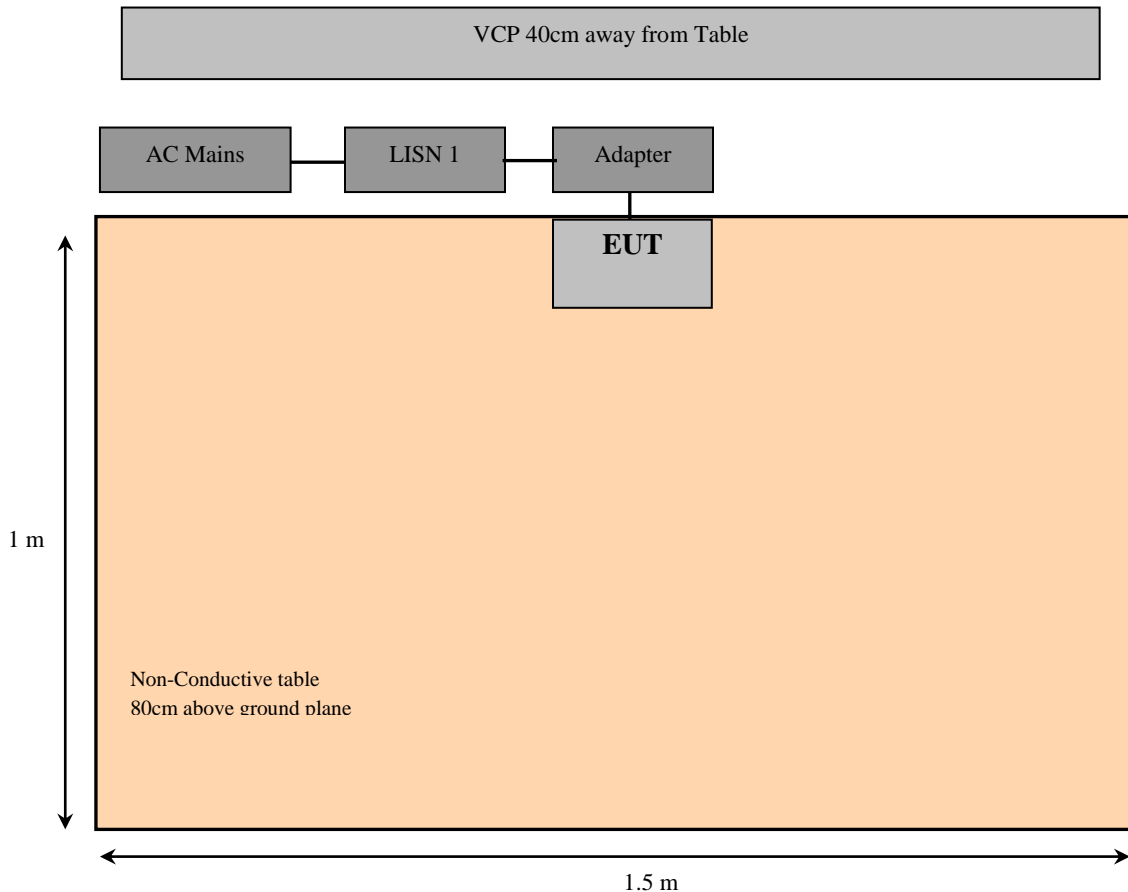 VCP 40cm away from Table
AC Mains
LISN 1
Adapter
EUT
1 m
Non-Conductive table
80cm above ground plane
1.5 m